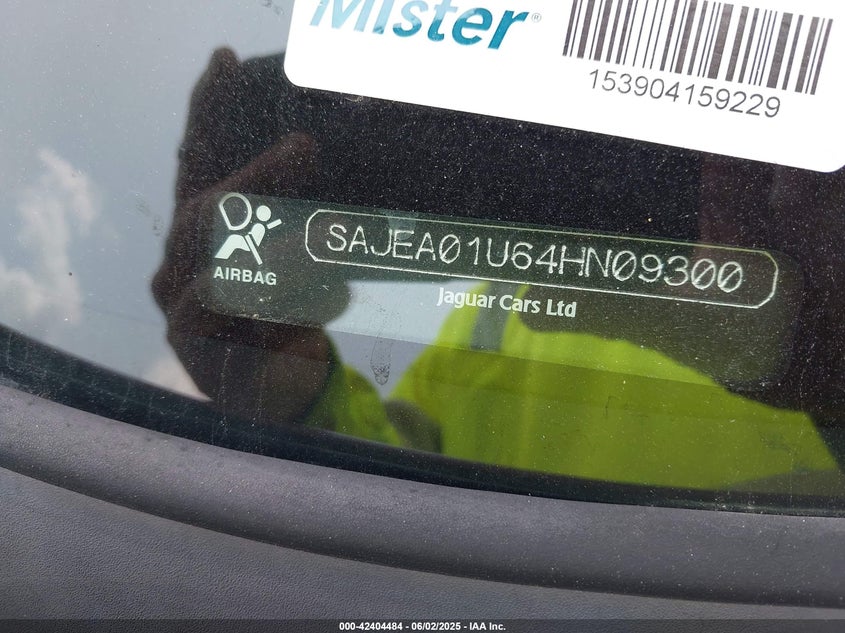 Mister®
153904159229
SAJEA01U64HN09300
AIRBAG
Jaguar Cars Ltd
000-42404484 - 06/02/2025 - IAA Inc.